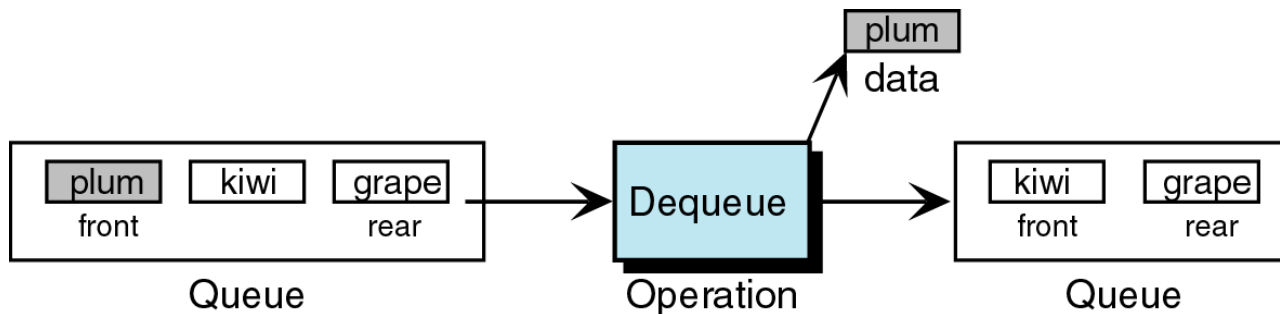 plum
data
plum kiwi grape
front rear
Queue
Dequeue
Operation
kiwi grape
front rear
Queue